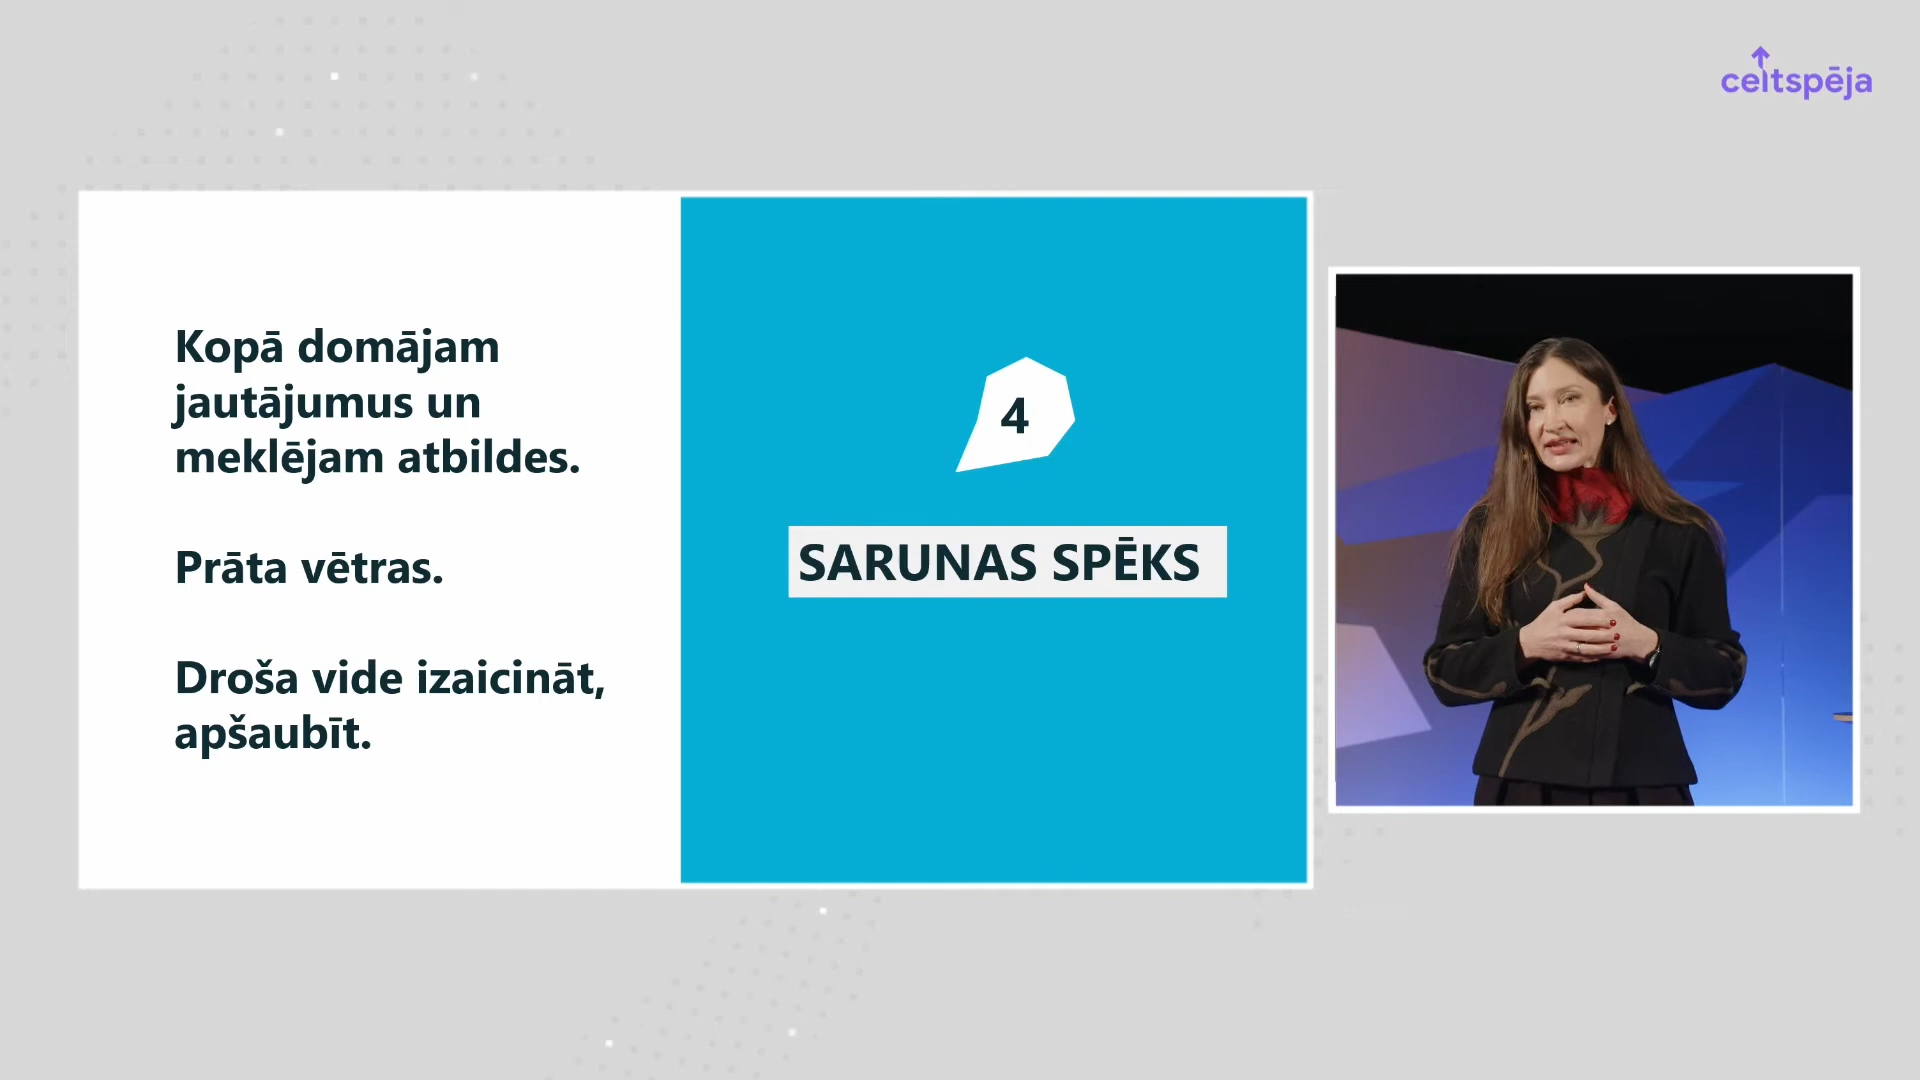 celtspēja
Kopā domājam
jautājumus un
meklējam atbildes.
Prāta vētras.
Droša vide izaicināt,
apšaubīt.
4
SARUNAS SPĒKS